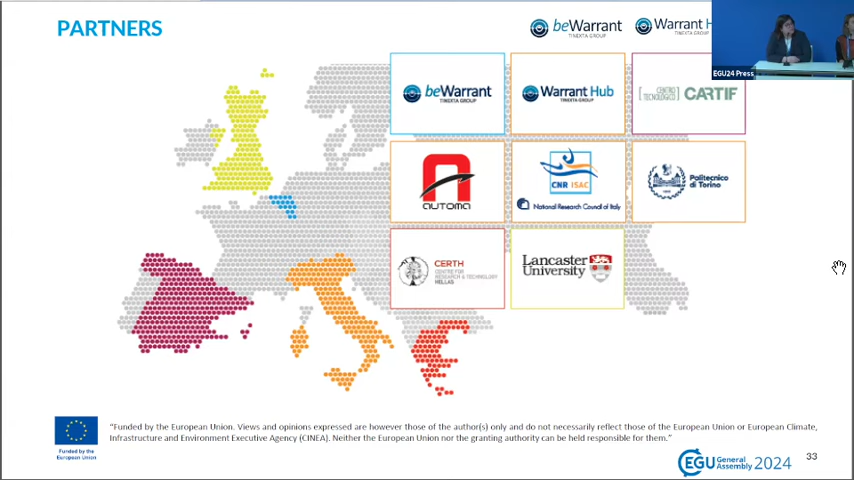 PARTNERS
beWarrant
TINEXTA GROUP
Warrant H
TINEXTA GR
EGU24 Press
beWarrant
TINEXTA GROUP
Warrant Hub
TINEXTA GROUP
CENTRO
TECNOLÓGICO
CARTIF
AUTOMA
CNR ISAC
National Research Council of Italy
Politecnico
di Torino
CERTH
CENTRE FOR
RESEARCH & TECHNOLOGY
HELLAS
Lancaster
University
Funded by the
European Union
“Funded by the European Union. Views and opinions expressed are however those of the author(s) only and do not necessarily reflect those of the European Union or European Climate,
Infrastructure and Environment Executive Agency (CINEA). Neither the European Union nor the granting authority can be held responsible for them.”
EGU General
Assembly 2024
33